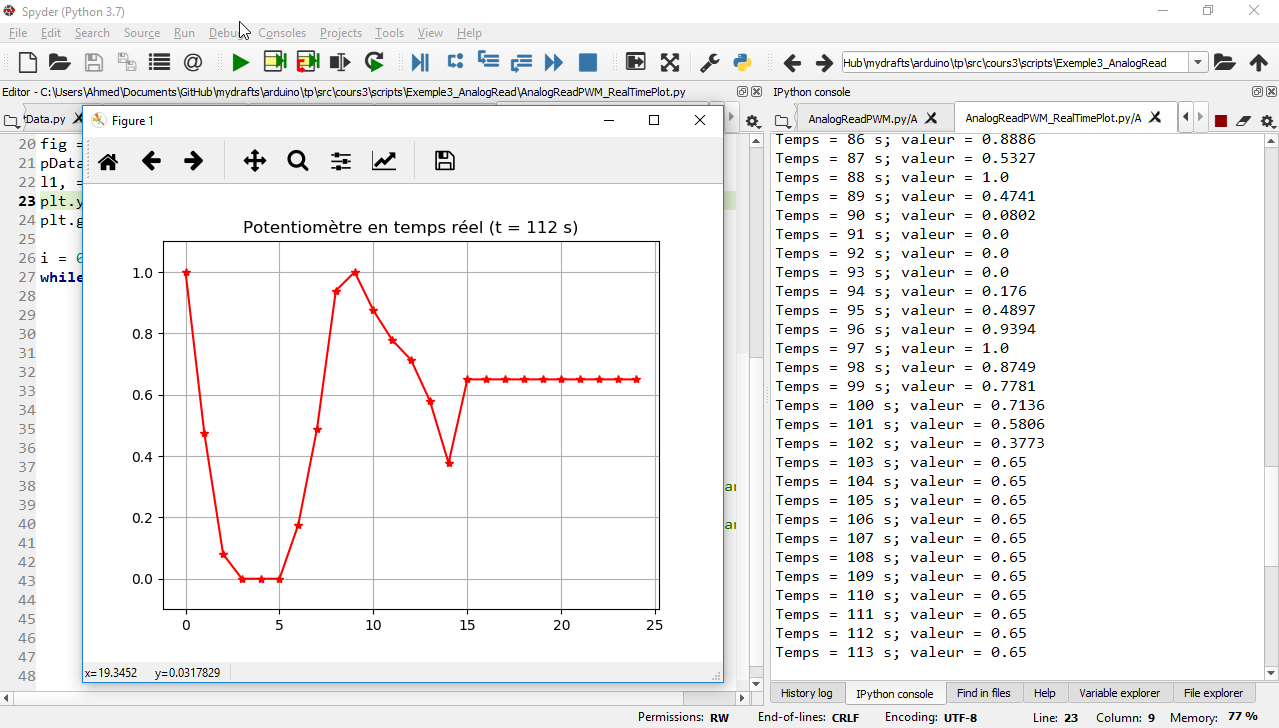 Spyder (Python 3.7)
File Edit Search Source Run Debug Consoles Projects Tools View Help
Hub\mydrafts\arduino\tp\src\cours3\scripts\Exemple3_AnalogRead
Editor - C:\Users\Ahmed\Documents\GitHub\mydrafts\arduino\tp\src\cours3\scripts\Exemple3_AnalogRead\AnalogReadPWM_RealTimePlot.py
Data.py
20 fig =
21 pData
22 l1, =
23 plt.y
24 plt.g
25
26 i = 0
27 while
28
29
30
31
32
33
34
35
36
37
38
39
40
41
42
43
44
45
46
47
48
Figure 1
Potentiomètre en temps réel (t = 112 s)
1.0
0.8
0.6
0.4
0.2
0.0
0 5 10 15 20 25
x=19.3452 y=0.0317829
IPython console
AnalogReadPWM.py/A AnalogReadPWM_RealTimePlot.py/A
Temps = 86 s; valeur = 0.8886
Temps = 87 s; valeur = 0.5327
Temps = 88 s; valeur = 1.0
Temps = 89 s; valeur = 0.4741
Temps = 90 s; valeur = 0.0802
Temps = 91 s; valeur = 0.0
Temps = 92 s; valeur = 0.0
Temps = 93 s; valeur = 0.0
Temps = 94 s; valeur = 0.176
Temps = 95 s; valeur = 0.4897
Temps = 96 s; valeur = 0.9394
Temps = 97 s; valeur = 1.0
Temps = 98 s; valeur = 0.8749
Temps = 99 s; valeur = 0.7781
Temps = 100 s; valeur = 0.7136
Temps = 101 s; valeur = 0.5806
Temps = 102 s; valeur = 0.3773
Temps = 103 s; valeur = 0.65
Temps = 104 s; valeur = 0.65
Temps = 105 s; valeur = 0.65
Temps = 106 s; valeur = 0.65
Temps = 107 s; valeur = 0.65
Temps = 108 s; valeur = 0.65
Temps = 109 s; valeur = 0.65
Temps = 110 s; valeur = 0.65
Temps = 111 s; valeur = 0.65
Temps = 112 s; valeur = 0.65
Temps = 113 s; valeur = 0.65
History log IPython console Find in files Help Variable explorer File explorer
Permissions: RW End-of-lines: CRLF Encoding: UTF-8 Line: 23 Column: 9 Memory: 77 %